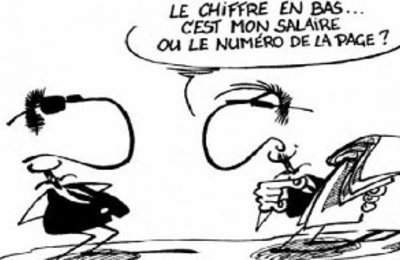 LE CHIFFRE EN BAS...
C'EST MON SALAIRE
OU LE NUMÉRO DE LA PAGE ?